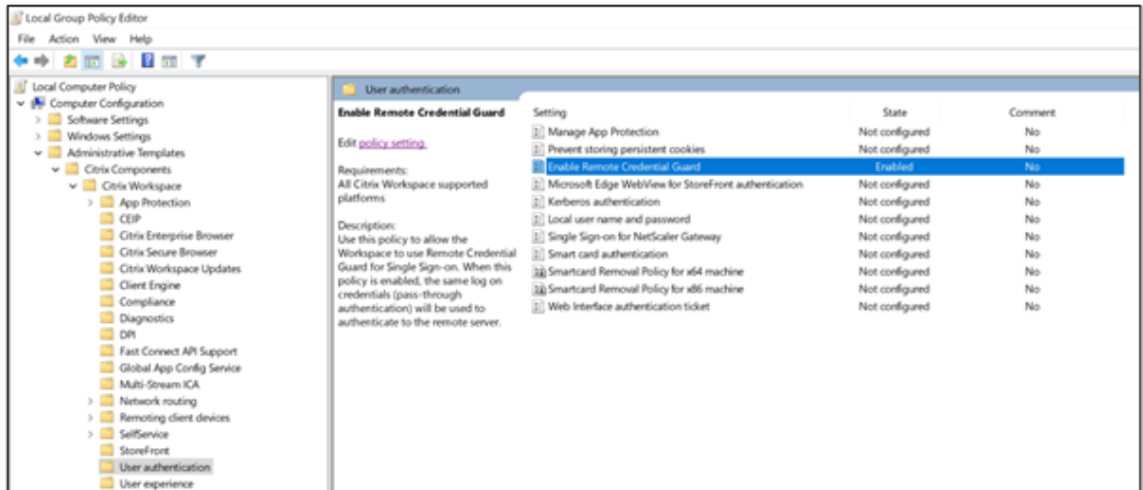 Local Group Policy Editor
File Action View Help
Local Computer Policy
Computer Configuration
Software Settings
Windows Settings
Administrative Templates
Citrix Components
Citrix Workspace
App Protection
CEIP
Citrix Enterprise Browser
Citrix Secure Browser
Citrix Workspace Updates
Client Engine
Compliance
Diagnostics
DPI
Fast Connect API Support
Global App Config Service
Multi-Stream ICA
Network routing
Remoting client devices
SelfService
StoreFront
User authentication
User experience
User authentication
Enable Remote Credential Guard
Edit policy setting.
Requirements:
All Citrix Workspace supported
platforms
Description:
Use this policy to allow the
Workspace to use Remote Credential
Guard for Single Sign-on. When this
policy is enabled, the same log on
credentials (pass-through
authentication) will be used to
authenticate to the remote server.
Setting State Comment
Manage App Protection Not configured No
Prevent storing persistent cookies Not configured No
Enable Remote Credential Guard Enabled No
Microsoft Edge WebView for StoreFront authentication Not configured No
Kerberos authentication Not configured No
Local user name and password Not configured No
Single Sign-on for NetScaler Gateway Not configured No
Smart card authentication Not configured No
Smartcard Removal Policy for x64 machine Not configured No
Smartcard Removal Policy for x86 machine Not configured No
Web Interface authentication ticket Not configured No